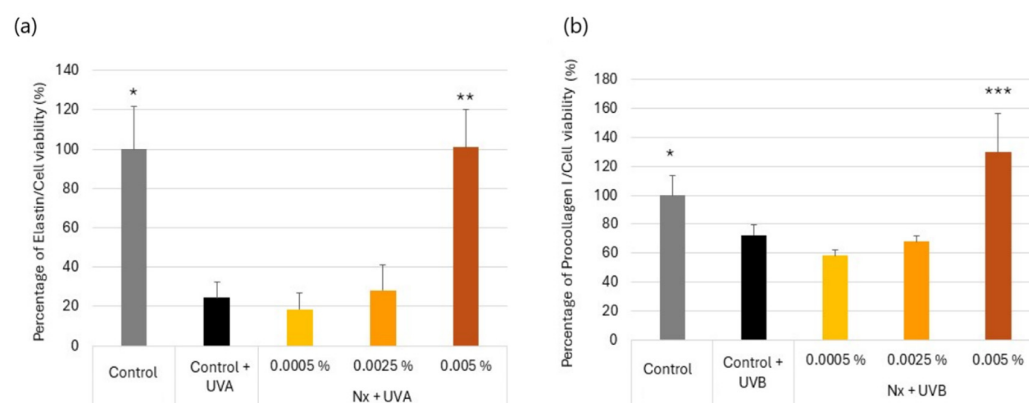 (a)
Percentage of Elastin/Cell viability (%)
140
120
100
80
60
40
20
0
*
**
Control
Control +
UVA
0.0005 %
0.0025 %
0.005 %
Nx + UVA
(b)
Percentage of Procollagen I /Cell viability (%)
180
160
140
120
100
80
60
40
20
0
*
***
Control
Control +
UVB
0.0005 %
0.0025 %
0.005 %
Nx + UVB